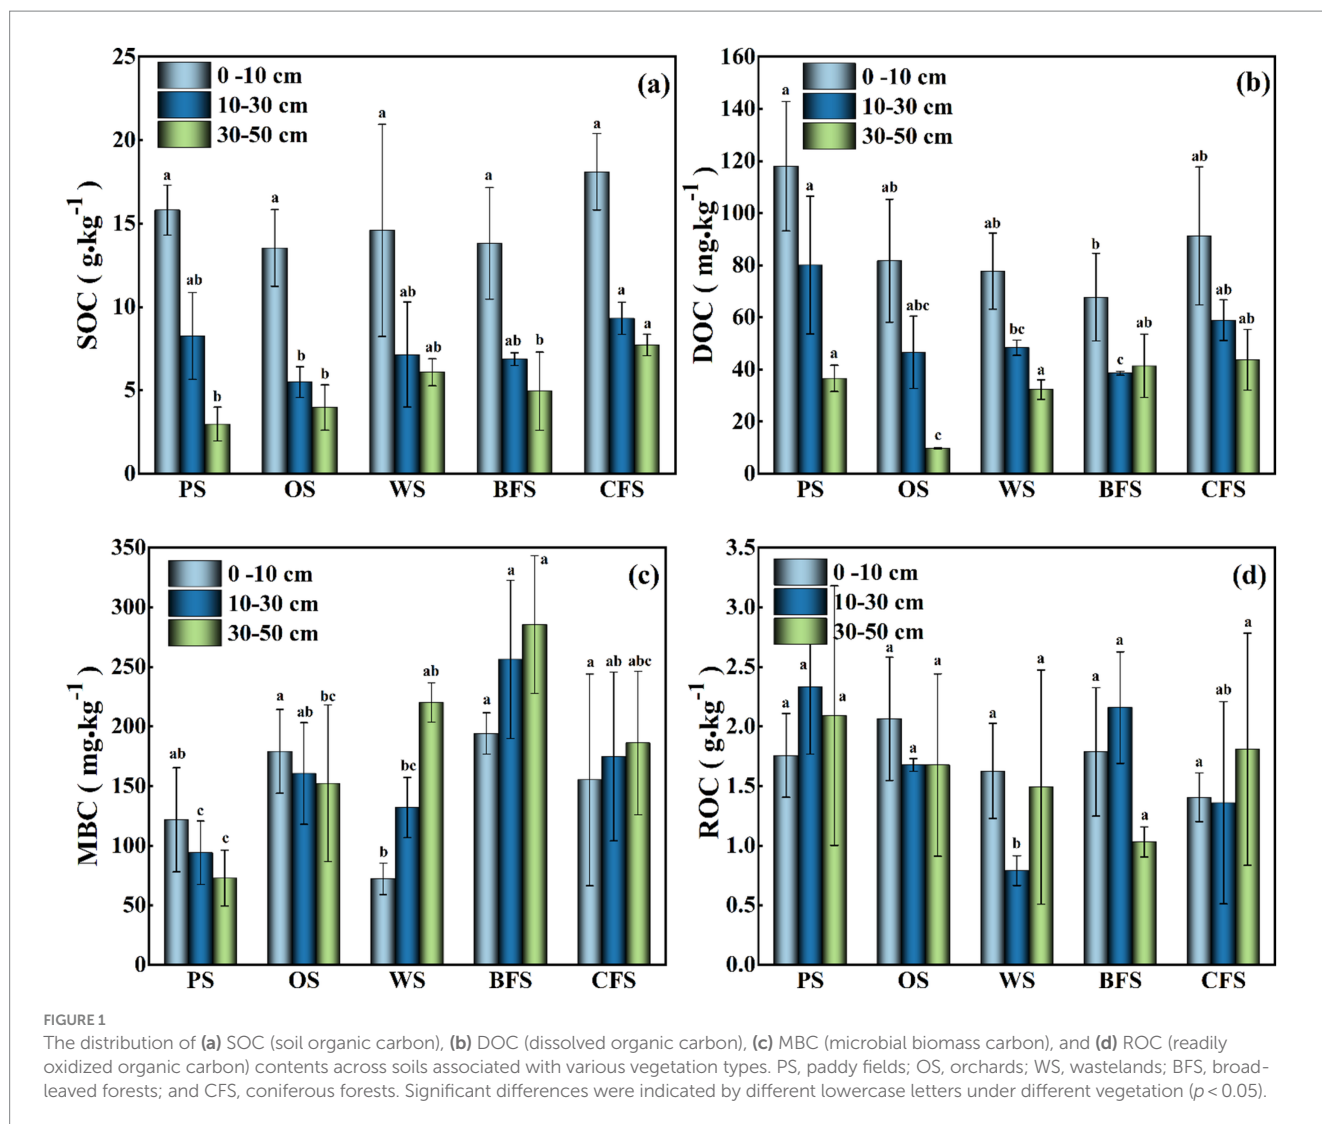 25
20
15
10
5
0
SOC ( g•kg⁻¹ )
0 -10 cm
10-30 cm
30-50 cm
(a)
a
ab
b
a
b
b
a
ab
ab
a
ab
b
a
a
a
PS OS WS BFS CFS
160
140
120
100
80
60
40
20
0
DOC ( mg•kg⁻¹ )
0 -10 cm
10-30 cm
30-50 cm
(b)
a
a
a
ab
abc
c
ab
bc
a
b
c
ab
ab
ab
ab
PS OS WS BFS CFS
350
300
250
200
150
100
50
0
MBC ( mg•kg⁻¹ )
0 -10 cm
10-30 cm
30-50 cm
(c)
ab
c
c
a
ab
bc
b
bc
ab
a
a
a
a
ab
abc
PS OS WS BFS CFS
3.5
3.0
2.5
2.0
1.5
1.0
0.5
0.0
ROC ( g•kg⁻¹ )
0 -10 cm
10-30 cm
30-50 cm
(d)
a
a
a
a
a
a
a
b
a
a
a
a
a
ab
a
PS OS WS BFS CFS
FIGURE 1
The distribution of (a) SOC (soil organic carbon), (b) DOC (dissolved organic carbon), (c) MBC (microbial biomass carbon), and (d) ROC (readily
oxidized organic carbon) contents across soils associated with various vegetation types. PS, paddy fields; OS, orchards; WS, wastelands; BFS, broad-
leaved forests; and CFS, coniferous forests. Significant differences were indicated by different lowercase letters under different vegetation (p < 0.05).